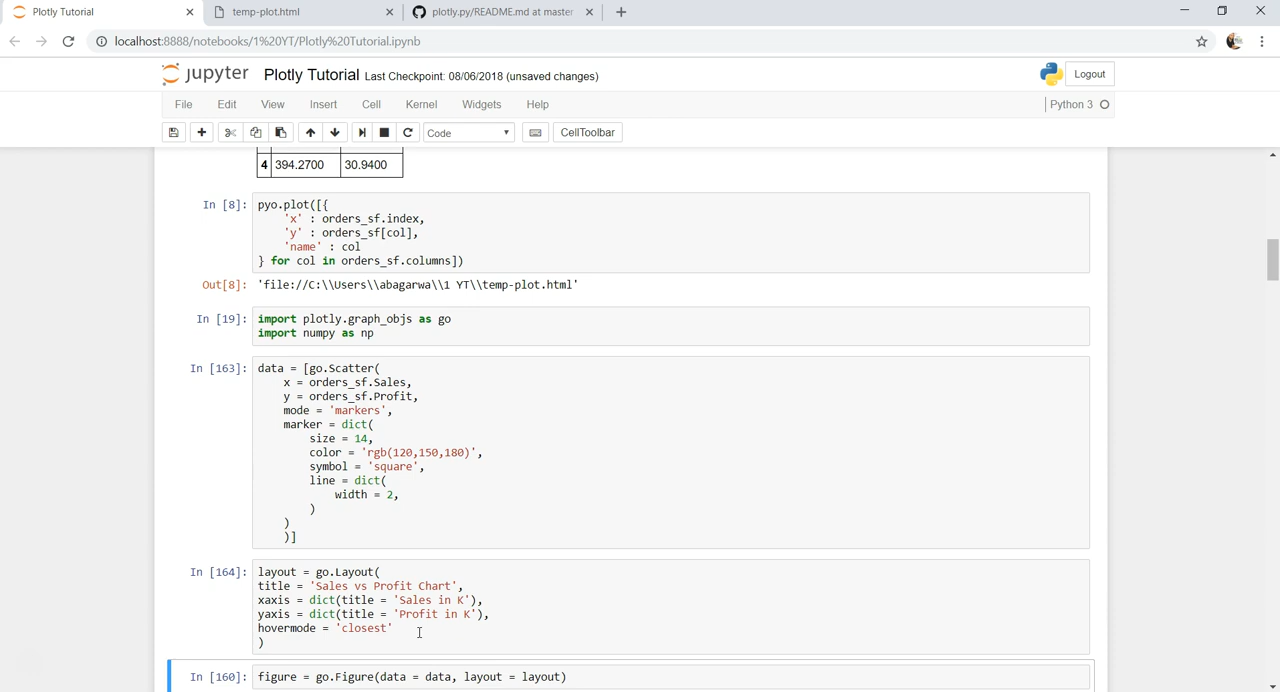 Plotly Tutorial
temp-plot.html
plotly.py/README.md at master
localhost:8888/notebooks/1%20YT/Plotly%20Tutorial.ipynb
jupyter Plotly Tutorial Last Checkpoint: 08/06/2018 (unsaved changes)
Logout
File Edit View Insert Cell Kernel Widgets Help
Python 3
Code
CellToolbar
4 394.2700 30.9400
In [8]: pyo.plot([{
'x' : orders_sf.index,
'y' : orders_sf[col],
'name' : col
} for col in orders_sf.columns])
Out[8]: 'file://C:\\Users\\abagarwa\\1 YT\\temp-plot.html'
In [19]: import plotly.graph_objs as go
import numpy as np
In [163]: data = [go.Scatter(
x = orders_sf.Sales,
y = orders_sf.Profit,
mode = 'markers',
marker = dict(
size = 14,
color = 'rgb(120,150,180)',
symbol = 'square',
line = dict(
width = 2,
)
)
)]
In [164]: layout = go.Layout(
title = 'Sales vs Profit Chart',
xaxis = dict(title = 'Sales in K'),
yaxis = dict(title = 'Profit in K'),
hovermode = 'closest'
)
In [160]: figure = go.Figure(data = data, layout = layout)